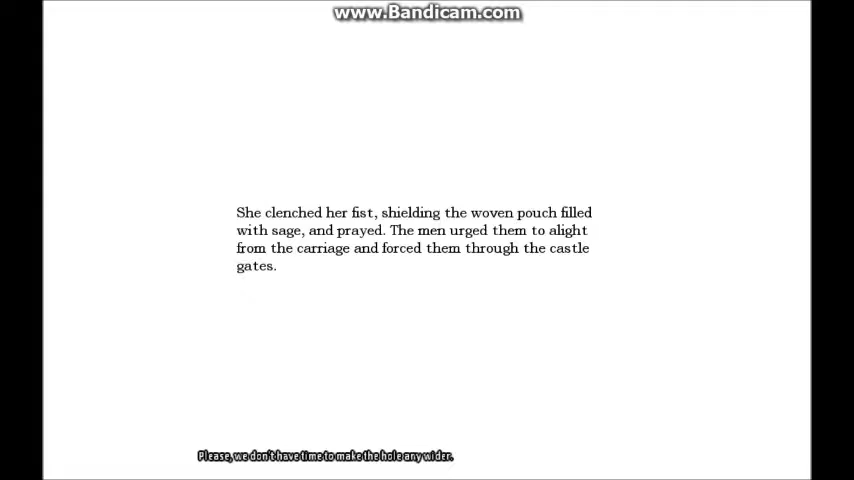 www.Bandicam.com
She clenched her fist, shielding the woven pouch filled
with sage, and prayed. The men urged them to alight
from the carriage and forced them through the castle
gates.
Please, we don't have time to make the hole any wider.